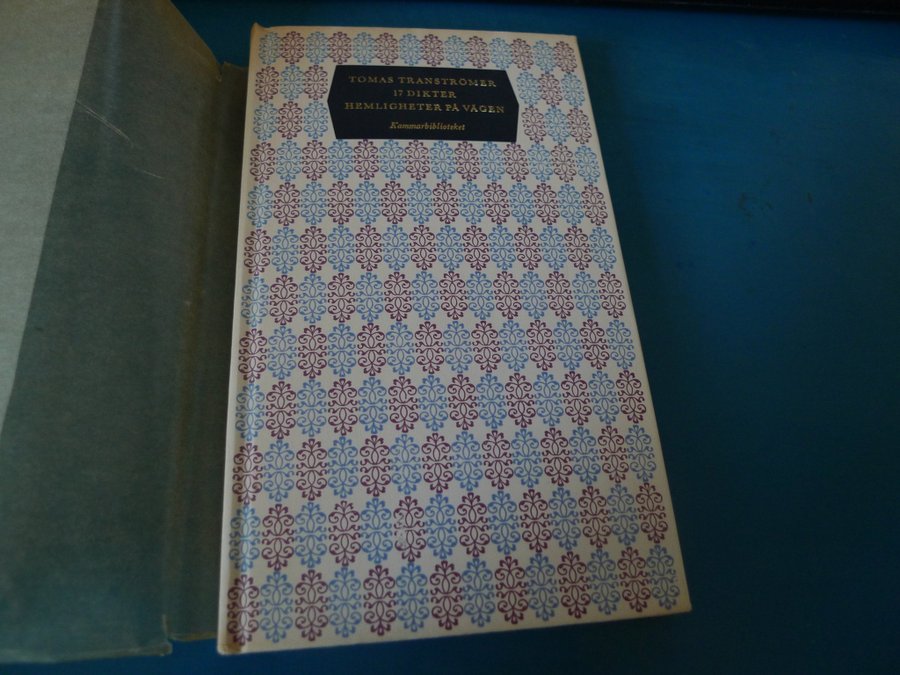 TOMAS TRANSTRÖMER
17 DIKTER
HEMLIGHETER PÅ VÄGEN
Kammarbiblioteket